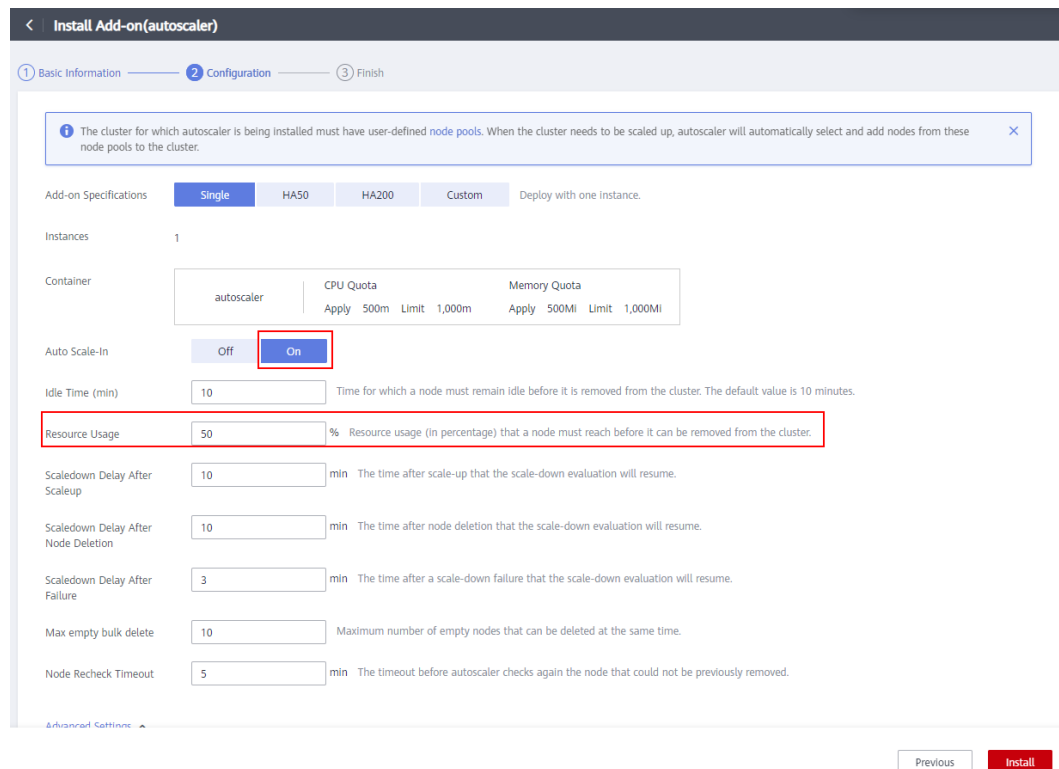 Install Add-on(autoscaler)
1 Basic Information 2 Configuration 3 Finish
The cluster for which autoscaler is being installed must have user-defined node pools. When the cluster needs to be scaled up, autoscaler will automatically select and add nodes from these
node pools to the cluster.
Add-on Specifications Single HA50 HA200 Custom Deploy with one instance.
Instances 1
Container autoscaler CPU Quota Memory Quota
Apply 500m Limit 1,000m Apply 500Mi Limit 1,000Mi
Auto Scale-In Off On
Idle Time (min) 10 Time for which a node must remain idle before it is removed from the cluster. The default value is 10 minutes.
Resource Usage 50 % Resource usage (in percentage) that a node must reach before it can be removed from the cluster.
Scaledown Delay After
Scaleup 10 min The time after scale-up that the scale-down evaluation will resume.
Scaledown Delay After
Node Deletion 10 min The time after node deletion that the scale-down evaluation will resume.
Scaledown Delay After
Failure 3 min The time after a scale-down failure that the scale-down evaluation will resume.
Max empty bulk delete 10 Maximum number of empty nodes that can be deleted at the same time.
Node Recheck Timeout 5 min The timeout before autoscaler checks again the node that could not be previously removed.
Advanced Settings
Previous Install